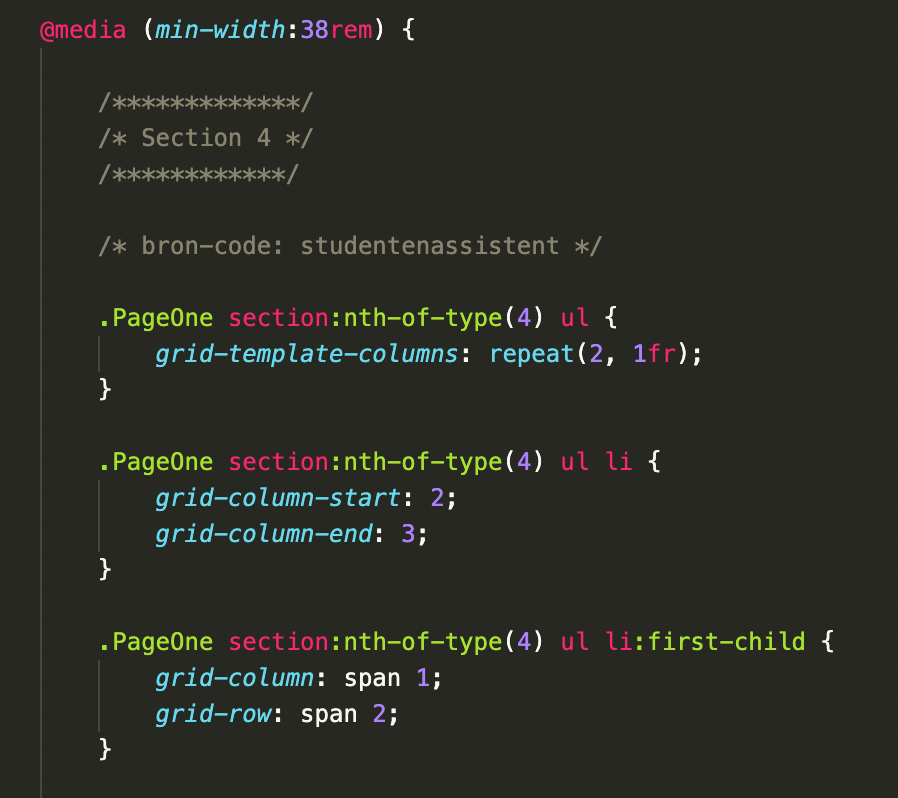 @media (min-width:38rem) {
/*************/
/* Section 4 */
/************/
/* bron-code: studentenassistent */
.PageOne section:nth-of-type(4) ul {
grid-template-columns: repeat(2, 1fr);
}
.PageOne section:nth-of-type(4) ul li {
grid-column-start: 2;
grid-column-end: 3;
}
.PageOne section:nth-of-type(4) ul li:first-child {
grid-column: span 1;
grid-row: span 2;
}